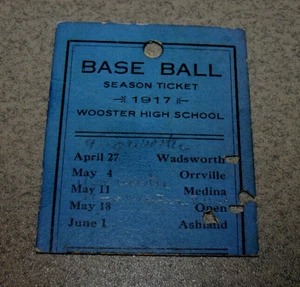 BASE BALL
SEASON TICKET
1917
WOOSTER HIGH SCHOOL
April 27 Wadsworth
May 4 Orrville
May 11 Medina
May 18 Open
June 1 Ashland